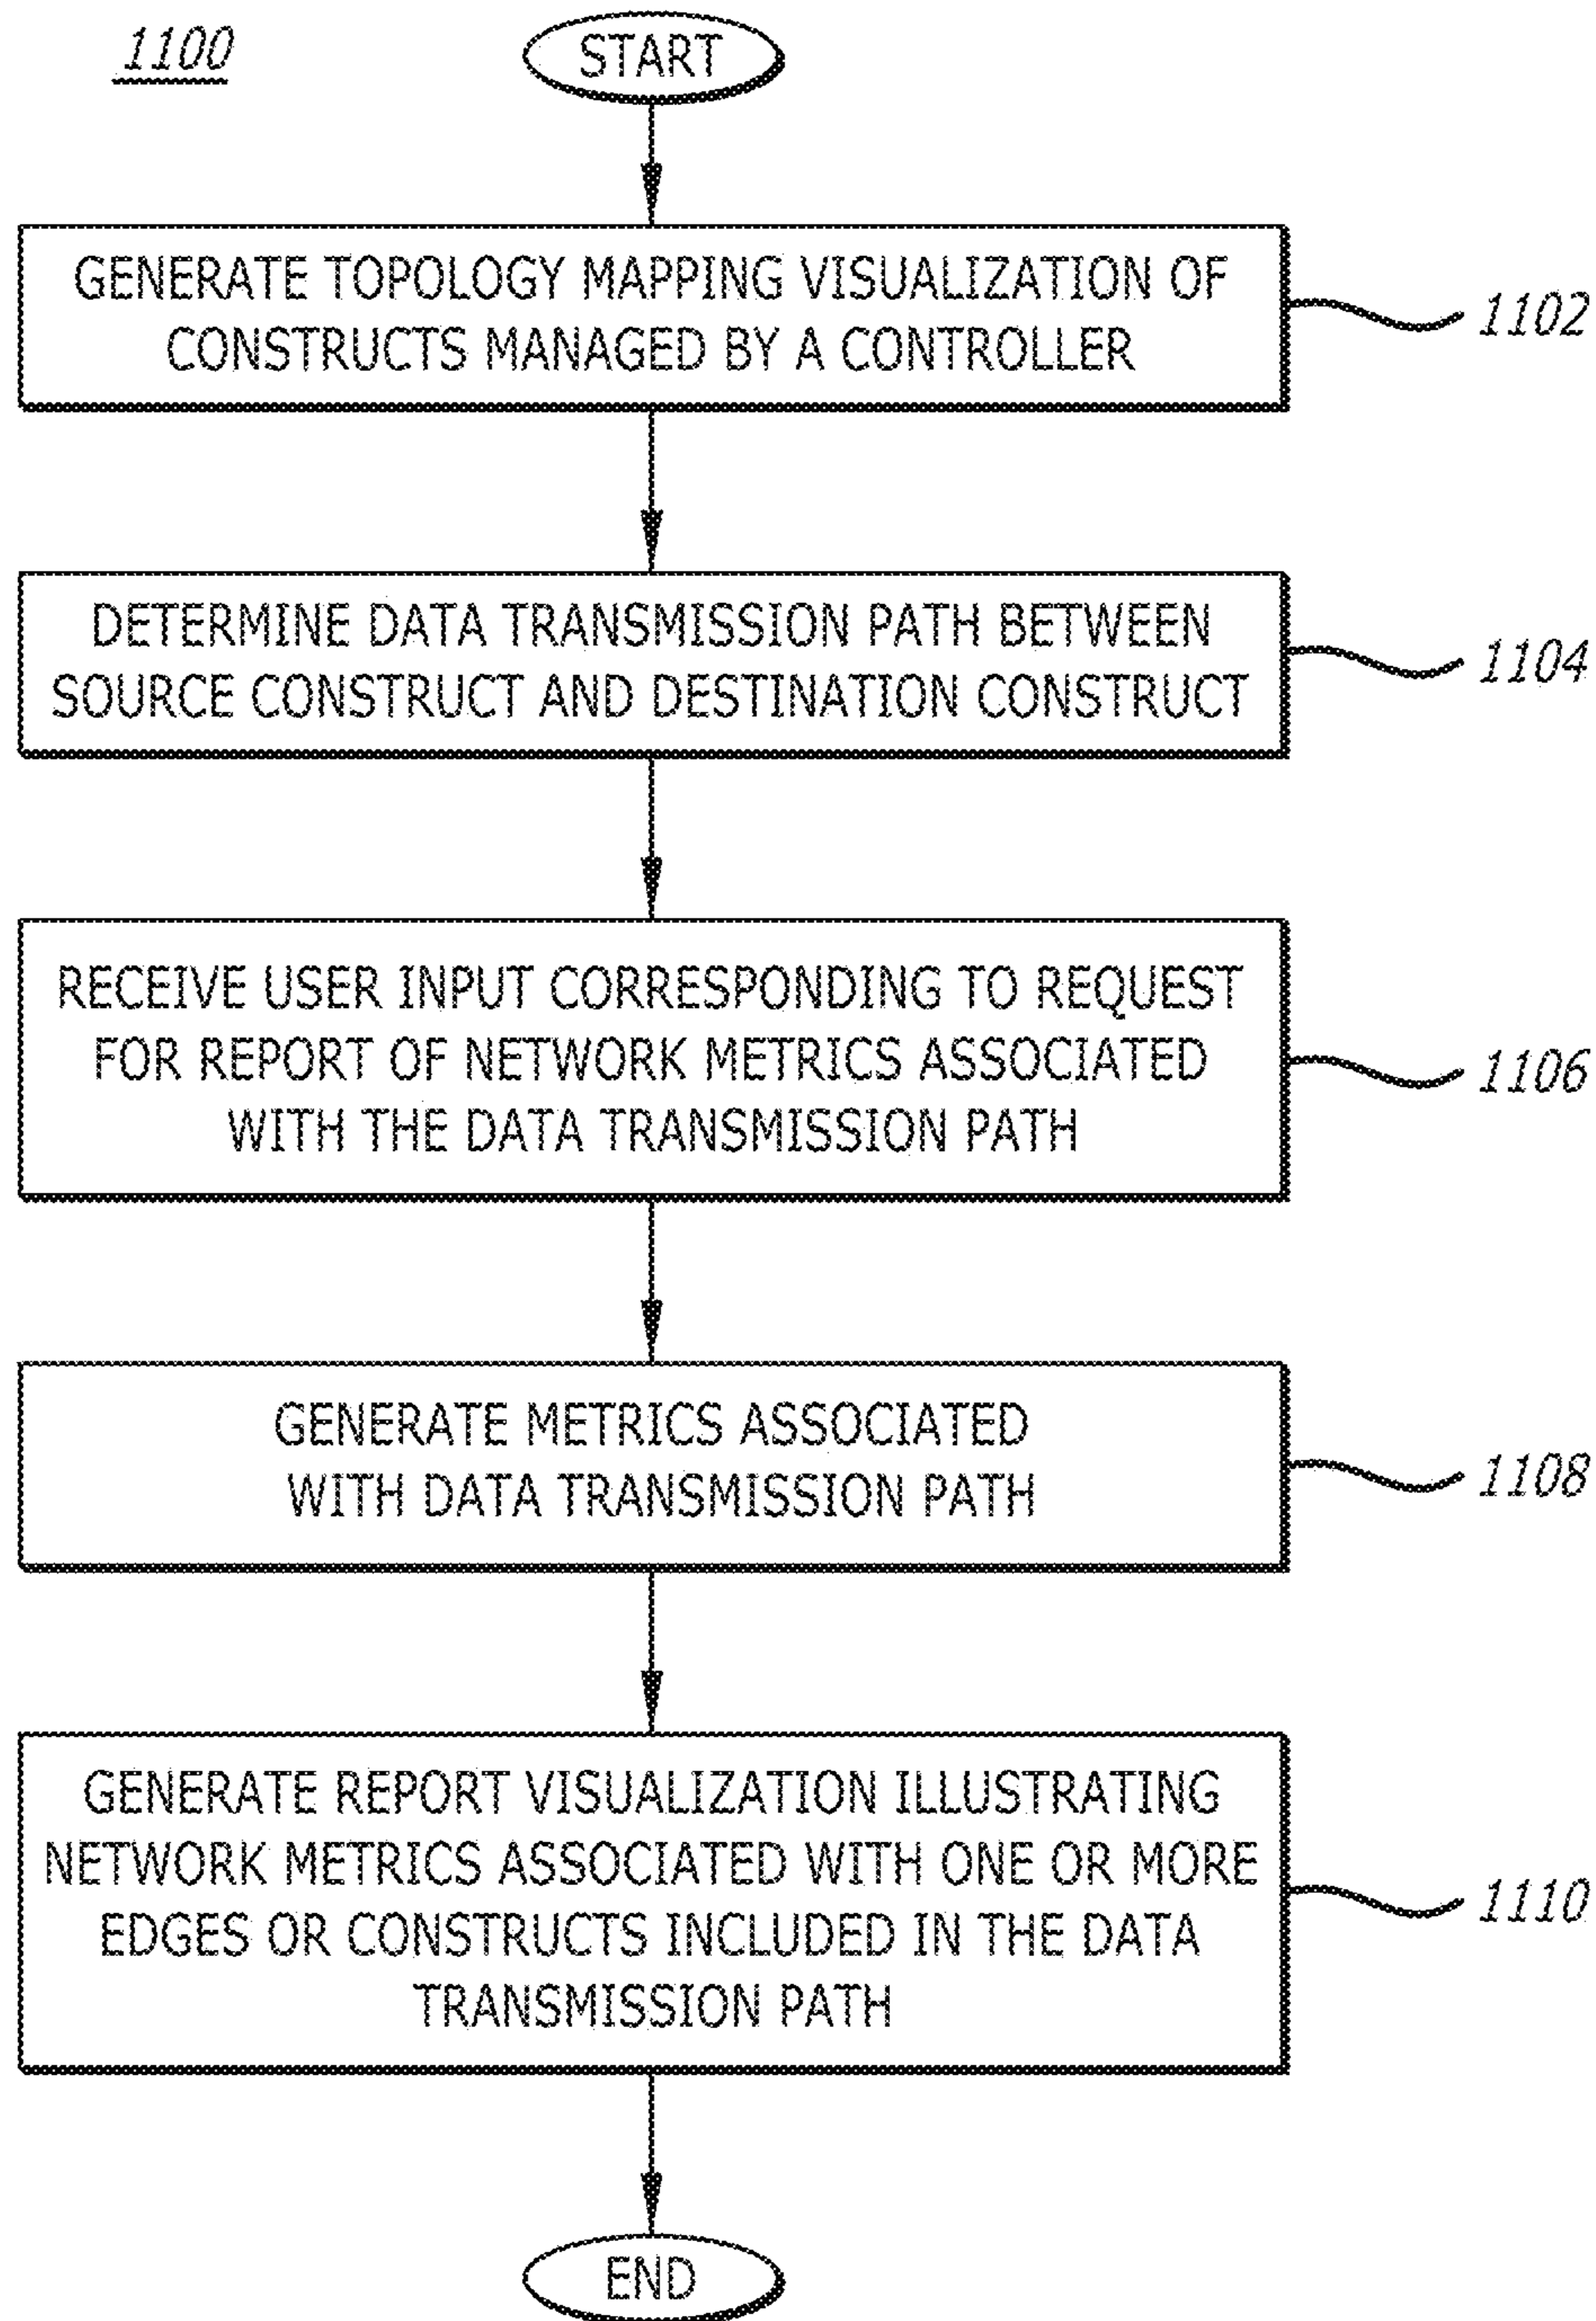 1100
START
GENERATE TOPOLOGY MAPPING VISUALIZATION OF
CONSTRUCTS MANAGED BY A CONTROLLER
1102
DETERMINE DATA TRANSMISSION PATH BETWEEN
SOURCE CONSTRUCT AND DESTINATION CONSTRUCT
1104
RECEIVE USER INPUT CORRESPONDING TO REQUEST
FOR REPORT OF NETWORK METRICS ASSOCIATED
WITH THE DATA TRANSMISSION PATH
1106
GENERATE METRICS ASSOCIATED
WITH DATA TRANSMISSION PATH
1108
GENERATE REPORT VISUALIZATION ILLUSTRATING
NETWORK METRICS ASSOCIATED WITH ONE OR MORE
EDGES OR CONSTRUCTS INCLUDED IN THE DATA
TRANSMISSION PATH
1110
END